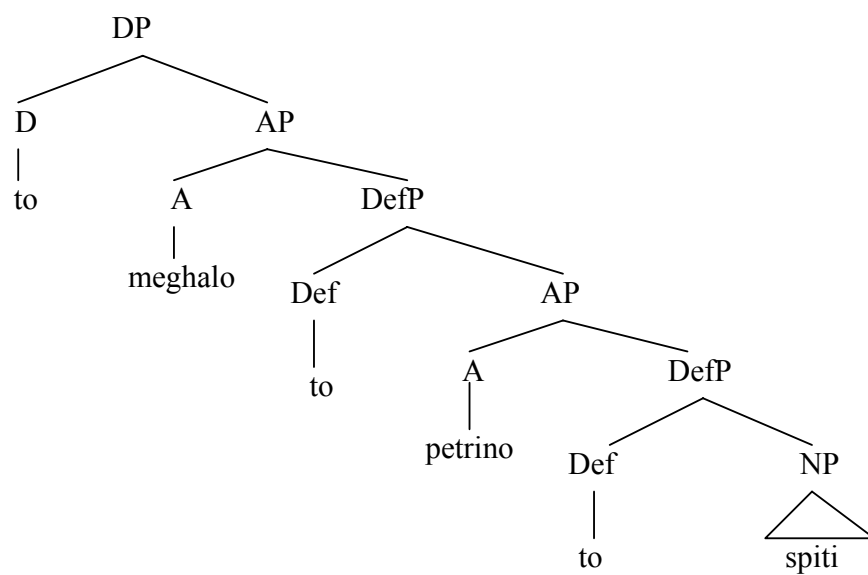 DP
D AP
to A DefP
meghalo Def AP
to A DefP
petrino Def NP
to spiti